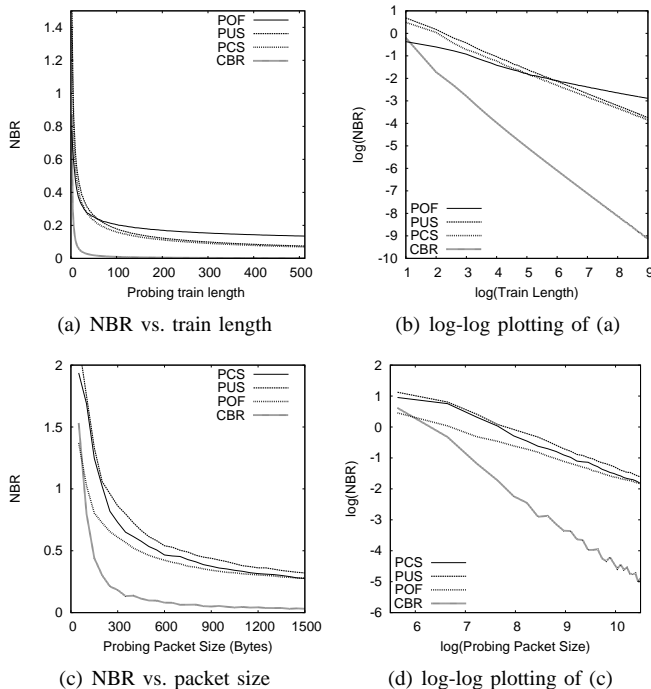 1.4
1.2
1
0.8
0.6
0.4
0.2
0
NBR
POF
PUS
PCS
CBR
0 100 200 300 400 500
Probing train length
(a) NBR vs. train length
1
0
-1
-2
-3
-4
-5
-6
-7
-8
-9
-10
log(NBR)
POF
PUS
PCS
CBR
1 2 3 4 5 6 7 8 9
log(Train Length)
(b) log-log plotting of (a)
2
1.5
1
0.5
0
NBR
PCS
PUS
POF
CBR
0 300 600 900 1200 1500
Probing Packet Size (Bytes)
(c) NBR vs. packet size
2
1
0
-1
-2
-3
-4
-5
-6
log(NBR)
PCS
PUS
POF
CBR
6 7 8 9 10
log(Probing Packet Size)
(d) log-log plotting of (c)